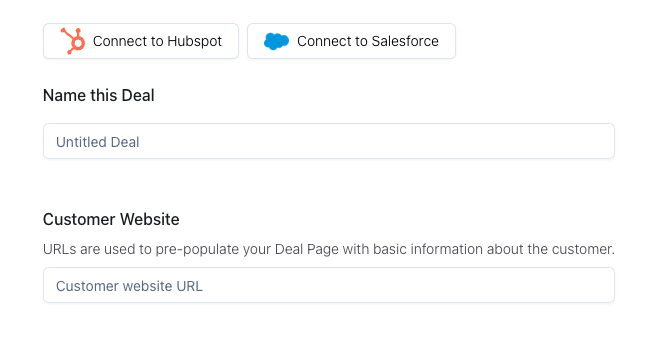 Connect to Hubspot
Connect to Salesforce
Name this Deal
Untitled Deal
Customer Website
URLs are used to pre-populate your Deal Page with basic information about the customer.
Customer website URL